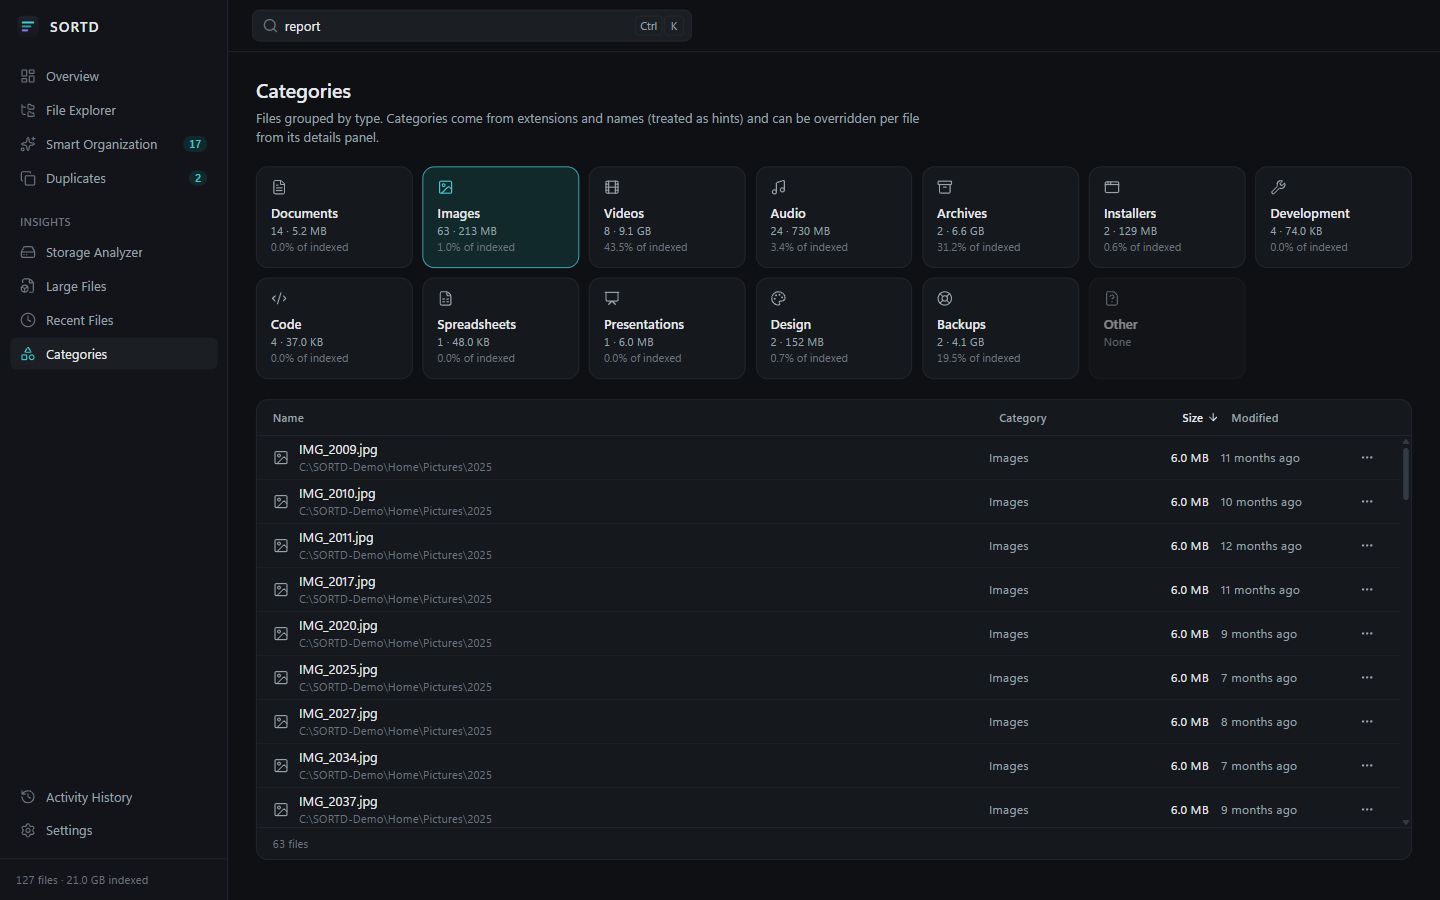 SORTD
report
Ctrl K
Overview
File Explorer
Smart Organization 17
Duplicates 2
INSIGHTS
Storage Analyzer
Large Files
Recent Files
Categories
Activity History
Settings
127 files · 21.0 GB indexed
Categories
Files grouped by type. Categories come from extensions and names (treated as hints) and can be overridden per file
from its details panel.
Documents
14 · 5.2 MB
0.0% of indexed
Images
63 · 213 MB
1.0% of indexed
Videos
8 · 9.1 GB
43.5% of indexed
Audio
24 · 730 MB
3.4% of indexed
Archives
2 · 6.6 GB
31.2% of indexed
Installers
2 · 129 MB
0.6% of indexed
Development
4 · 74.0 KB
0.0% of indexed
Code
4 · 37.0 KB
0.0% of indexed
Spreadsheets
1 · 48.0 KB
0.0% of indexed
Presentations
1 · 6.0 MB
0.0% of indexed
Design
2 · 152 MB
0.7% of indexed
Backups
2 · 4.1 GB
19.5% of indexed
Other
None
Name Category Size ↓ Modified
IMG_2009.jpg
C:\SORTD-Demo\Home\Pictures\2025
Images 6.0 MB 11 months ago
IMG_2010.jpg
C:\SORTD-Demo\Home\Pictures\2025
Images 6.0 MB 10 months ago
IMG_2011.jpg
C:\SORTD-Demo\Home\Pictures\2025
Images 6.0 MB 12 months ago
IMG_2017.jpg
C:\SORTD-Demo\Home\Pictures\2025
Images 6.0 MB 11 months ago
IMG_2020.jpg
C:\SORTD-Demo\Home\Pictures\2025
Images 6.0 MB 9 months ago
IMG_2025.jpg
C:\SORTD-Demo\Home\Pictures\2025
Images 6.0 MB 7 months ago
IMG_2027.jpg
C:\SORTD-Demo\Home\Pictures\2025
Images 6.0 MB 8 months ago
IMG_2034.jpg
C:\SORTD-Demo\Home\Pictures\2025
Images 6.0 MB 7 months ago
IMG_2037.jpg
C:\SORTD-Demo\Home\Pictures\2025
Images 6.0 MB 9 months ago
63 files